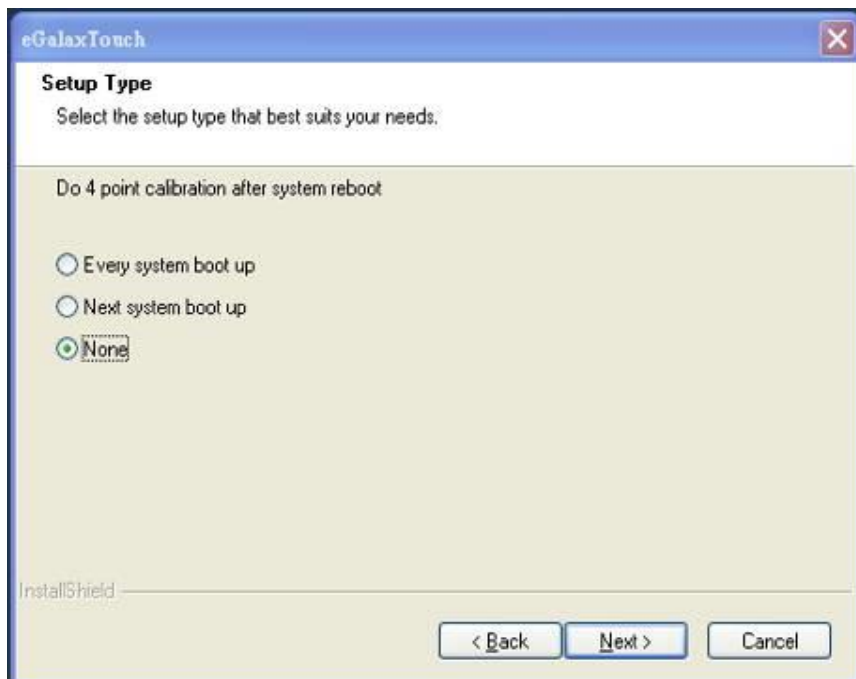 eGalaxTouch
Setup Type
Select the setup type that best suits your needs.
Do 4 point calibration after system reboot
Every system boot up
Next system boot up
None
InstallShield
< Back Next > Cancel